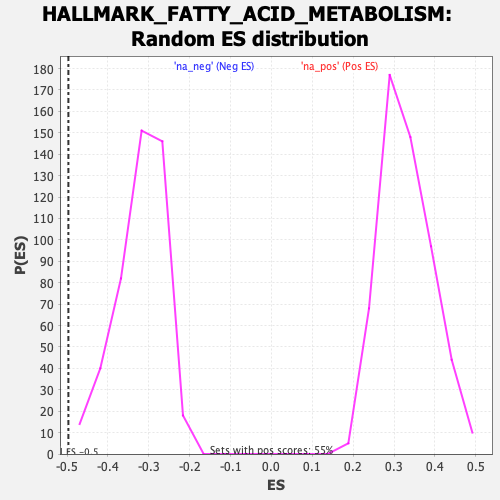 HALLMARK_FATTY_ACID_METABOLISM:
Random ES distribution
'na_neg' (Neg ES) 'na_pos' (Pos ES)
180
170
160
150
140
130
120
110
100
90
80
70
60
50
40
30
20
10
0
P(ES)
ES -0.5
Sets with pos scores: 55%
-0.5 -0.4 -0.3 -0.2 -0.1 0.0 0.1 0.2 0.3 0.4 0.5
ES